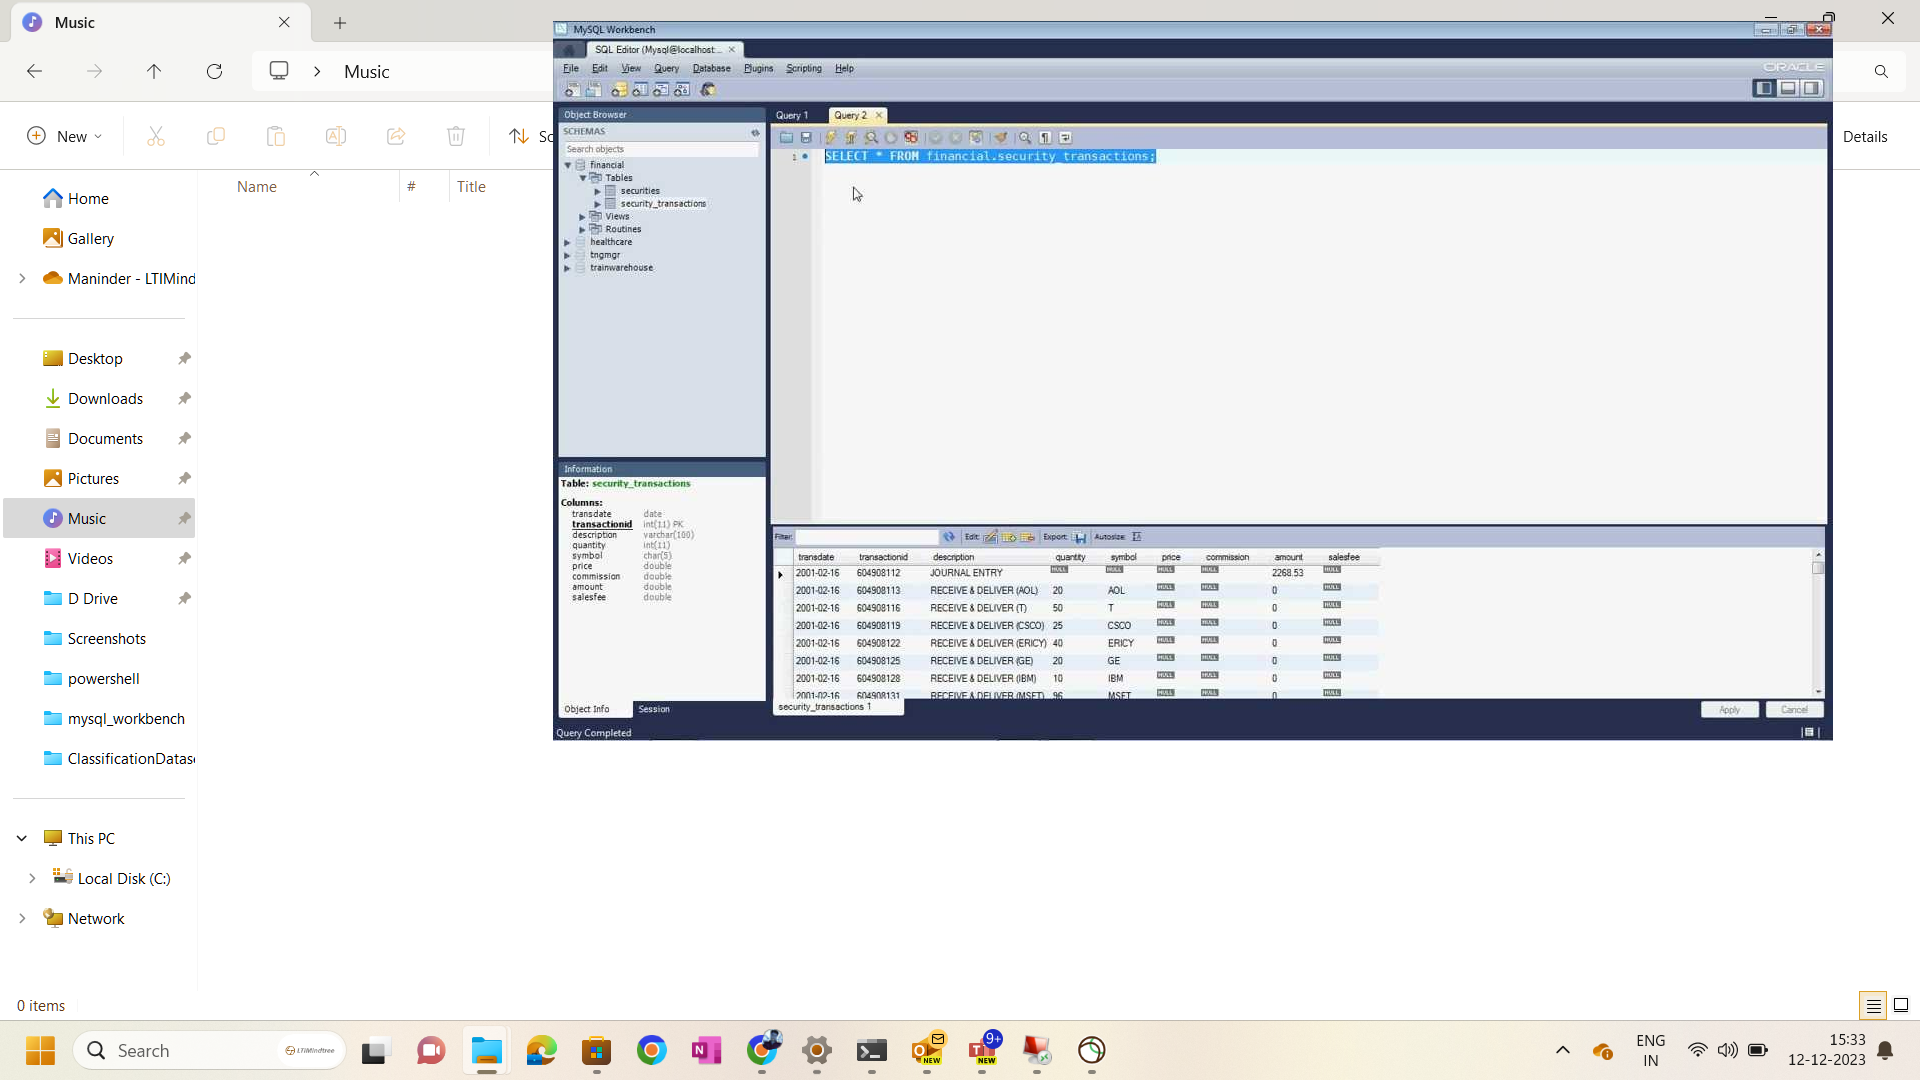 Music
Music
New
Sc
Details
Name
#
Title
Home
Gallery
Maninder - LTIMind
Desktop
Downloads
Documents
Pictures
Music
Videos
D Drive
Screenshots
powershell
mysql_workbench
ClassificationDatas
This PC
Local Disk (C:)
Network
0 items
MySQL Workbench
SQL Editor (Mysql@localhost:...
File Edit View Query Database Plugins Scripting Help
ORACLE
Object Browser
SCHEMAS
Search objects
financial
Tables
securities
security_transactions
Views
Routines
healthcare
tngmgr
trainwarehouse
Query 1 Query 2
1 SELECT * FROM financial.security_transactions;
Information
Table: security_transactions
Columns:
transdate date
transactionid int(11) PK
description varchar(100)
quantity int(11)
symbol char(5)
price double
commission double
amount double
salesfee double
Object Info Session
Query Completed
Filter: Edit: Export: Autosize:
transdate transactionid description quantity symbol price commission amount salesfee
2001-02-16 604908112 JOURNAL ENTRY NULL NULL NULL NULL 2268.53 NULL
2001-02-16 604908113 RECEIVE & DELIVER (AOL) 20 AOL NULL NULL 0 NULL
2001-02-16 604908116 RECEIVE & DELIVER (T) 50 T NULL NULL 0 NULL
2001-02-16 604908119 RECEIVE & DELIVER (CSCO) 25 CSCO NULL NULL 0 NULL
2001-02-16 604908122 RECEIVE & DELIVER (ERICY) 40 ERICY NULL NULL 0 NULL
2001-02-16 604908125 RECEIVE & DELIVER (GE) 20 GE NULL NULL 0 NULL
2001-02-16 604908128 RECEIVE & DELIVER (IBM) 10 IBM NULL NULL 0 NULL
2001-02-16 604908131 RECEIVE & DELIVER (MSFT) 96 MSFT NULL NULL 0 NULL
security_transactions 1
Apply Cancel
Search
LTIMindtree
NEW
9+
NEW
ENG
IN
15:33
12-12-2023